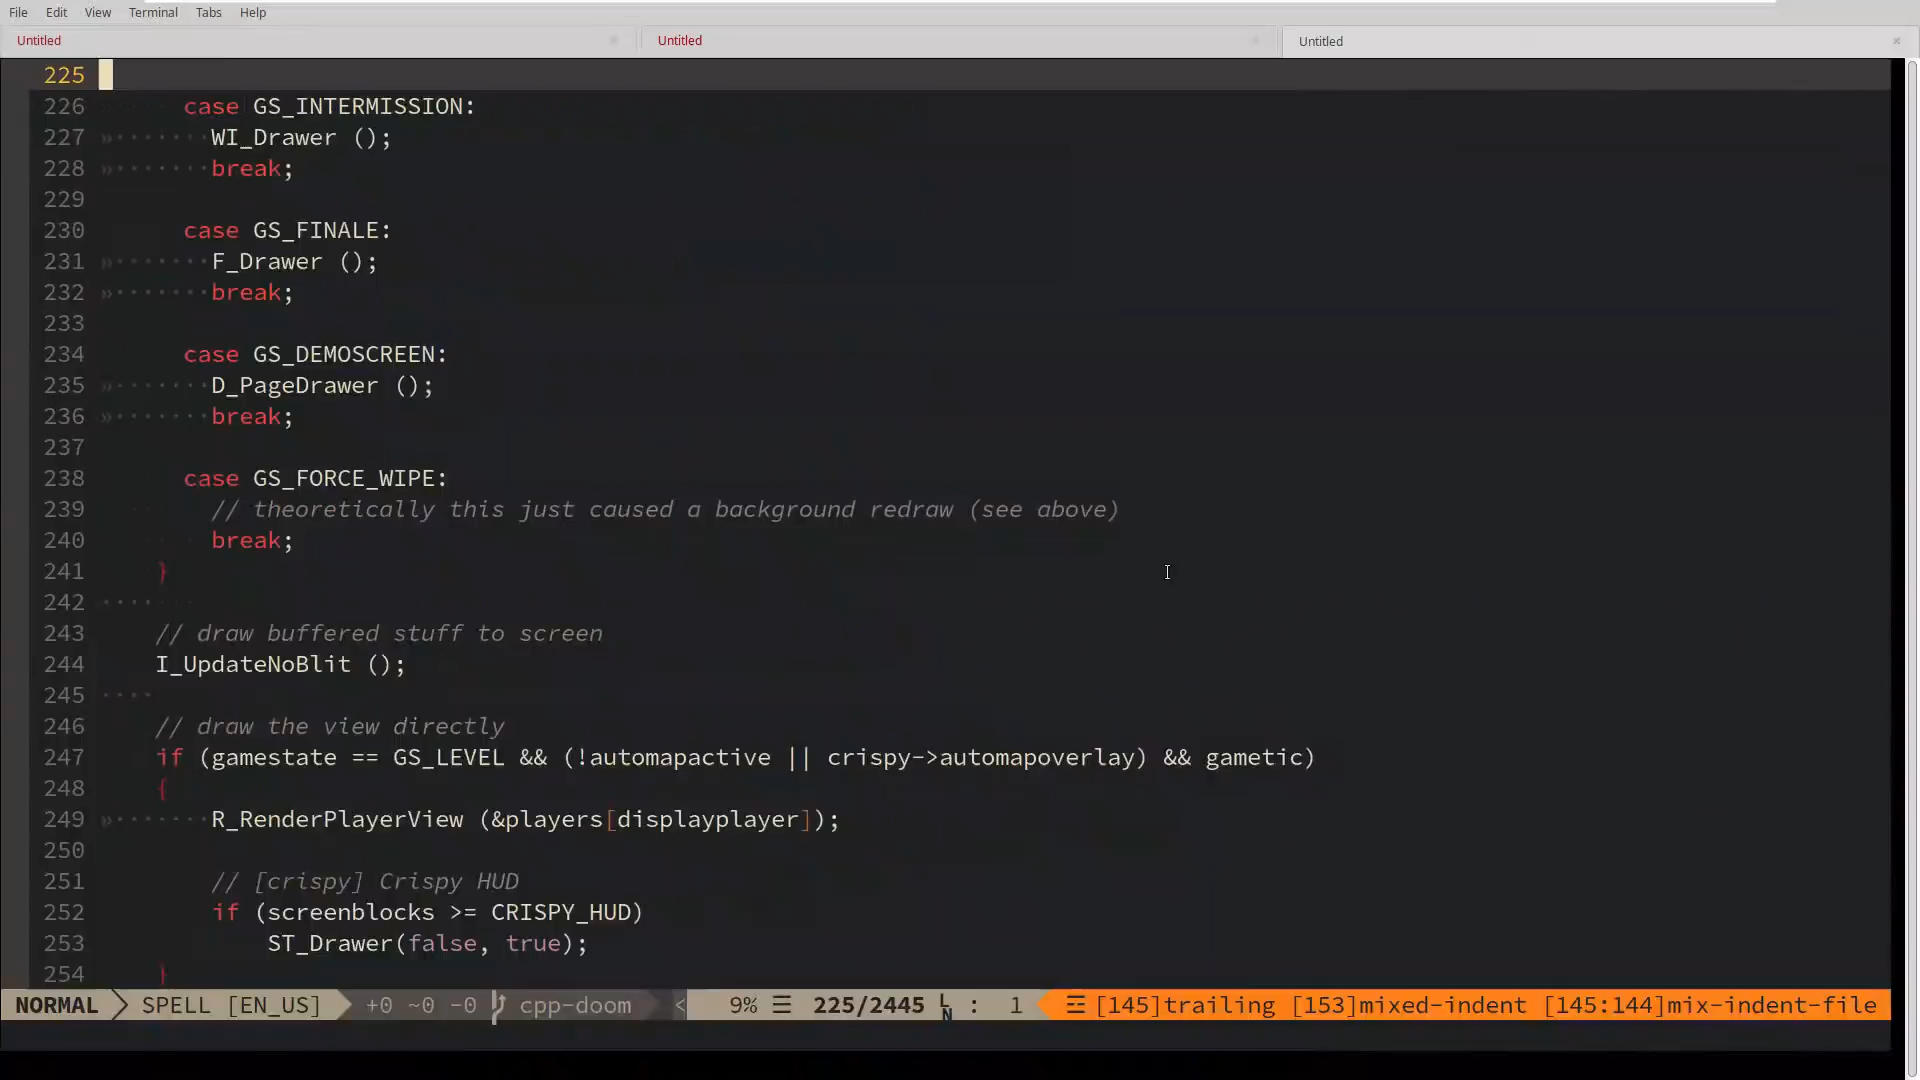 File Edit View Terminal Tabs Help
Untitled Untitled Untitled
225
226 case GS_INTERMISSION:
227 WI_Drawer ();
228 break;
229
230 case GS_FINALE:
231 F_Drawer ();
232 break;
233
234 case GS_DEMOSCREEN:
235 D_PageDrawer ();
236 break;
237
238 case GS_FORCE_WIPE:
239 // theoretically this just caused a background redraw (see above)
240 break;
241 }
242
243 // draw buffered stuff to screen
244 I_UpdateNoBlit ();
245
246 // draw the view directly
247 if (gamestate == GS_LEVEL && (!automapactive || crispy->automapoverlay) && gametic)
248 {
249 R_RenderPlayerView (&players[displayplayer]);
250
251 // [crispy] Crispy HUD
252 if (screenblocks >= CRISPY_HUD)
253 ST_Drawer(false, true);
254 }
NORMAL SPELL [EN_US] +0 ~0 -0 cpp-doom < 9% ☰ 225/2445 LN : 1 ☲ [145]trailing [153]mixed-indent [145:144]mix-indent-file